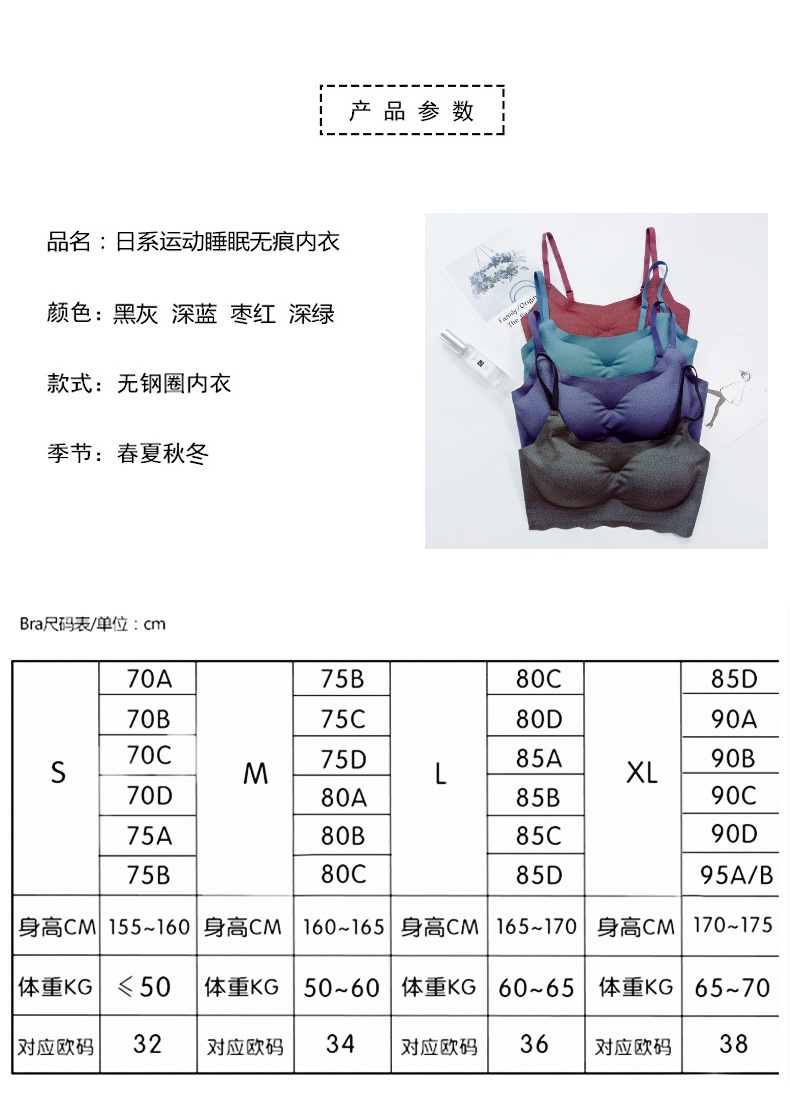 产品参数
品名：日系运动睡眠无痕内衣
颜色：黑灰 深蓝 枣红 深绿
款式：无钢圈内衣
季节：春夏秋冬
Family/Origin
Bra尺码表/单位：cm
S 70A M 75B L 80C XL 85D
70B 75C 80D 90A
70C 75D 85A 90B
70D 80A 85B 90C
75A 80B 85C 90D
75B 80C 85D 95A/B
身高CM 155~160 身高CM 160~165 身高CM 165~170 身高CM 170~175
体重KG ≤50 体重KG 50~60 体重KG 60~65 体重KG 65~70
对应欧码 32 对应欧码 34 对应欧码 36 对应欧码 38